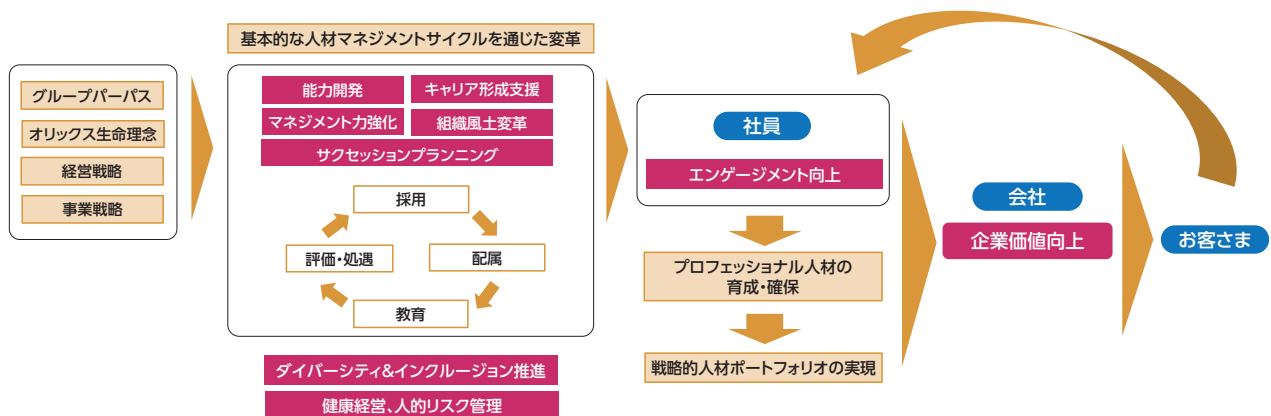 基本的な人材マネジメントサイクルを通じた変革
グループパーパス
オリックス生命理念
経営戦略
事業戦略
能力開発
キャリア形成支援
マネジメント力強化
組織風土変革
サクセッションプランニング
採用
評価・処遇
配属
教育
ダイバーシティ&インクルージョン推進
健康経営、人的リスク管理
社員
エンゲージメント向上
プロフェッショナル人材の
育成・確保
戦略的人材ポートフォリオの実現
会社
企業価値向上
お客さま